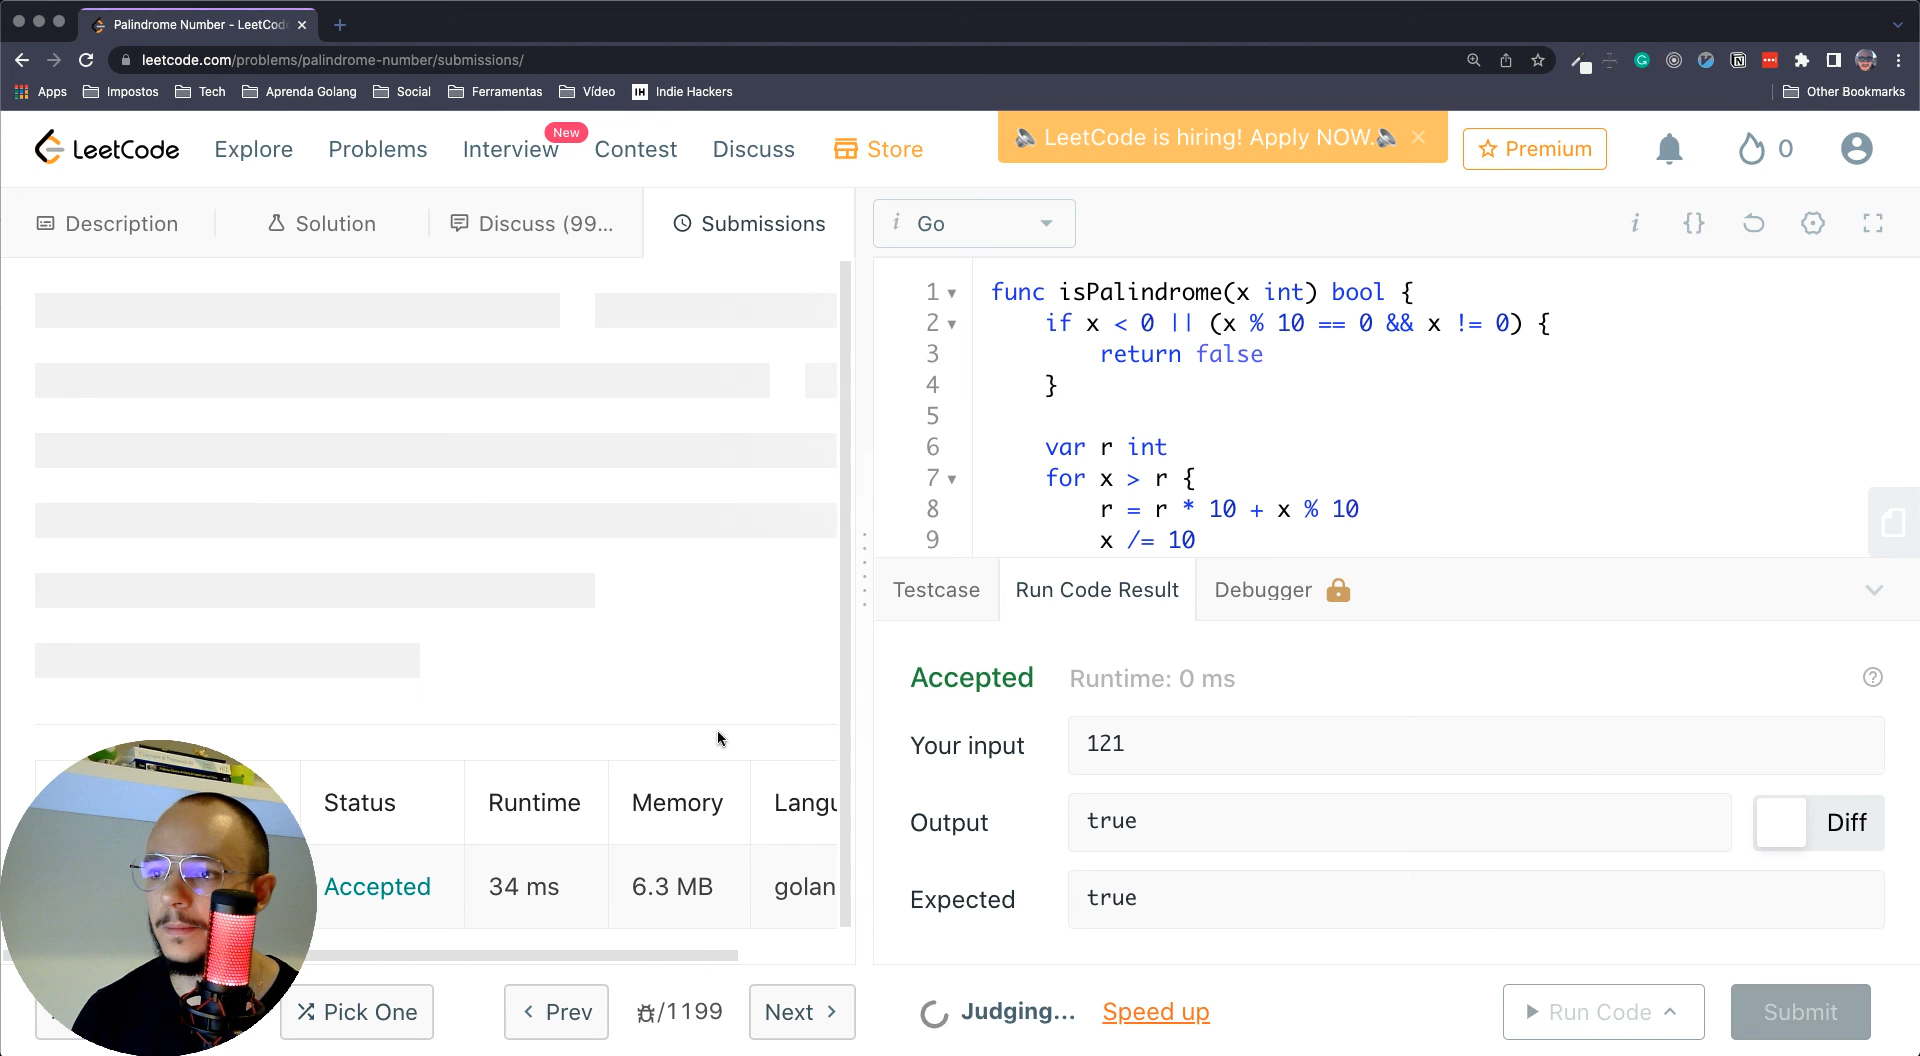 Palindrome Number - LeetCod
leetcode.com/problems/palindrome-number/submissions/
Apps Impostos Tech Aprenda Golang Social Ferramentas Vídeo IH Indie Hackers Other Bookmarks
LeetCode Explore Problems Interview New Contest Discuss Store LeetCode is hiring! Apply NOW. Premium 0
Description Solution Discuss (99... Submissions i Go i {}
1 func isPalindrome(x int) bool {
2 if x < 0 || (x % 10 == 0 && x != 0) {
3 return false
4 }
5
6 var r int
7 for x > r {
8 r = r * 10 + x % 10
9 x /= 10
Testcase Run Code Result Debugger
Accepted Runtime: 0 ms
Your input 121
Output true Diff
Expected true
Status Runtime Memory Langu
Accepted 34 ms 6.3 MB golan
Pick One Prev /1199 Next Judging... Speed up Run Code Submit